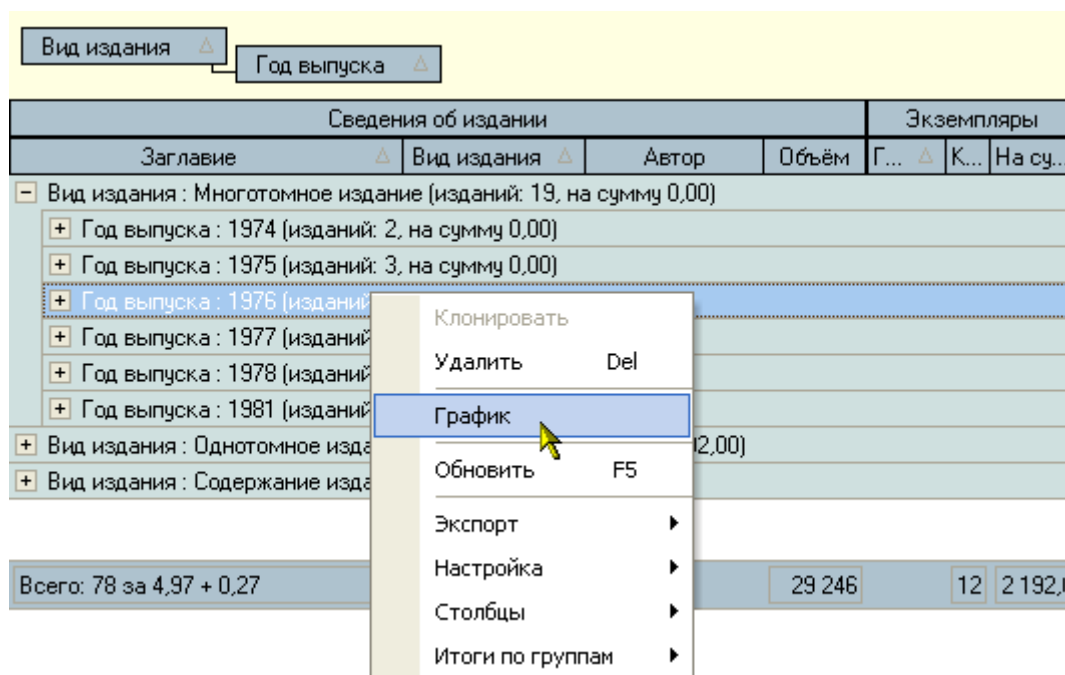 Вид издания
Год выпуска
Сведения об издании Экземпляры
Заглавие Вид издания Автор Объём Г... К... На су...
Вид издания : Многотомное издание (изданий: 19, на сумму 0,00)
Год выпуска : 1974 (изданий: 2, на сумму 0,00)
Год выпуска : 1975 (изданий: 3, на сумму 0,00)
Год выпуска : 1976 (изданий
Клонировать
Год выпуска : 1977 (изданий
Удалить Del
Год выпуска : 1978 (изданий
Год выпуска : 1981 (изданий
График
Вид издания : Однотомное изда 2,00)
Обновить F5
Вид издания : Содержание изда
Экспорт
Настройка
Всего: 78 за 4,97 + 0,27 29 246 12 2 192,
Столбцы
Итоги по группам